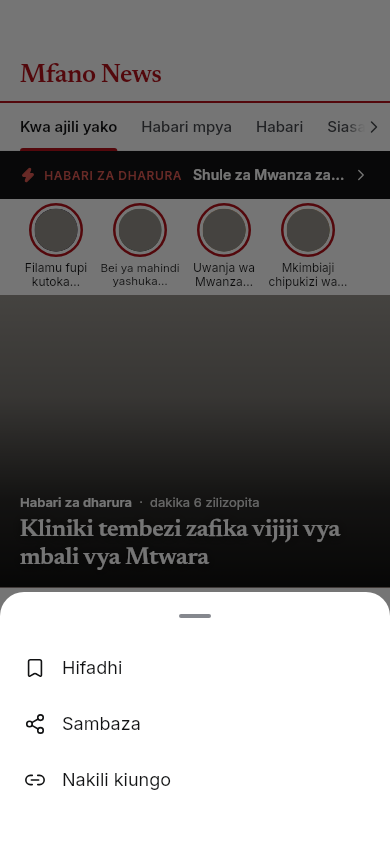 Mfano News
Kwa ajili yako
Habari mpya
Habari
Siasa
HABARI ZA DHARURA Shule za Mwanza za...
Filamu fupi
kutoka...
Bei ya mahindi
yashuka...
Uwanja wa
Mwanza...
Mkimbiaji
chipukizi wa...
Habari za dharura · dakika 6 zilizopita
Kliniki tembezi zafika vijiji vya
mbali vya Mtwara
Hifadhi
Sambaza
Nakili kiungo